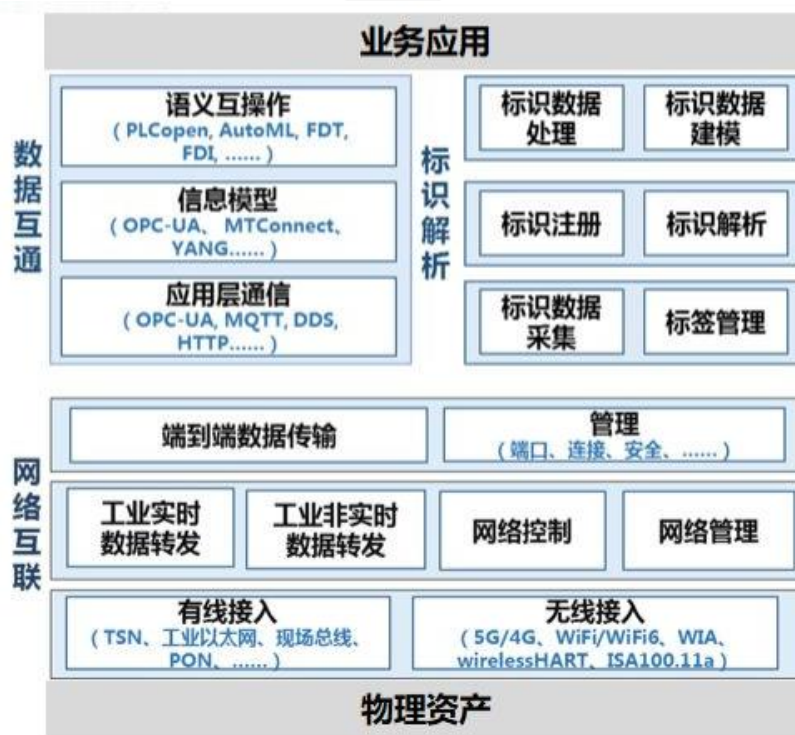 业务应用
数据互通
语义互操作
（PLCopen, AutoML, FDT,
FDI, ......）
信息模型
（OPC-UA、 MTConnect、
YANG......）
应用层通信
（OPC-UA, MQTT, DDS,
HTTP......）
标识解析
标识数据
处理
标识数据
建模
标识注册
标识解析
标识数据
采集
标签管理
网络互联
端到端数据传输
管理
（端口、连接、安全、......）
工业实时
数据转发
工业非实时
数据转发
网络控制
网络管理
有线接入
（TSN、工业以太网、现场总线、
PON、......）
无线接入
（5G/4G、WiFi/WiFi6、WIA、
wirelessHART、ISA100.11a）
物理资产